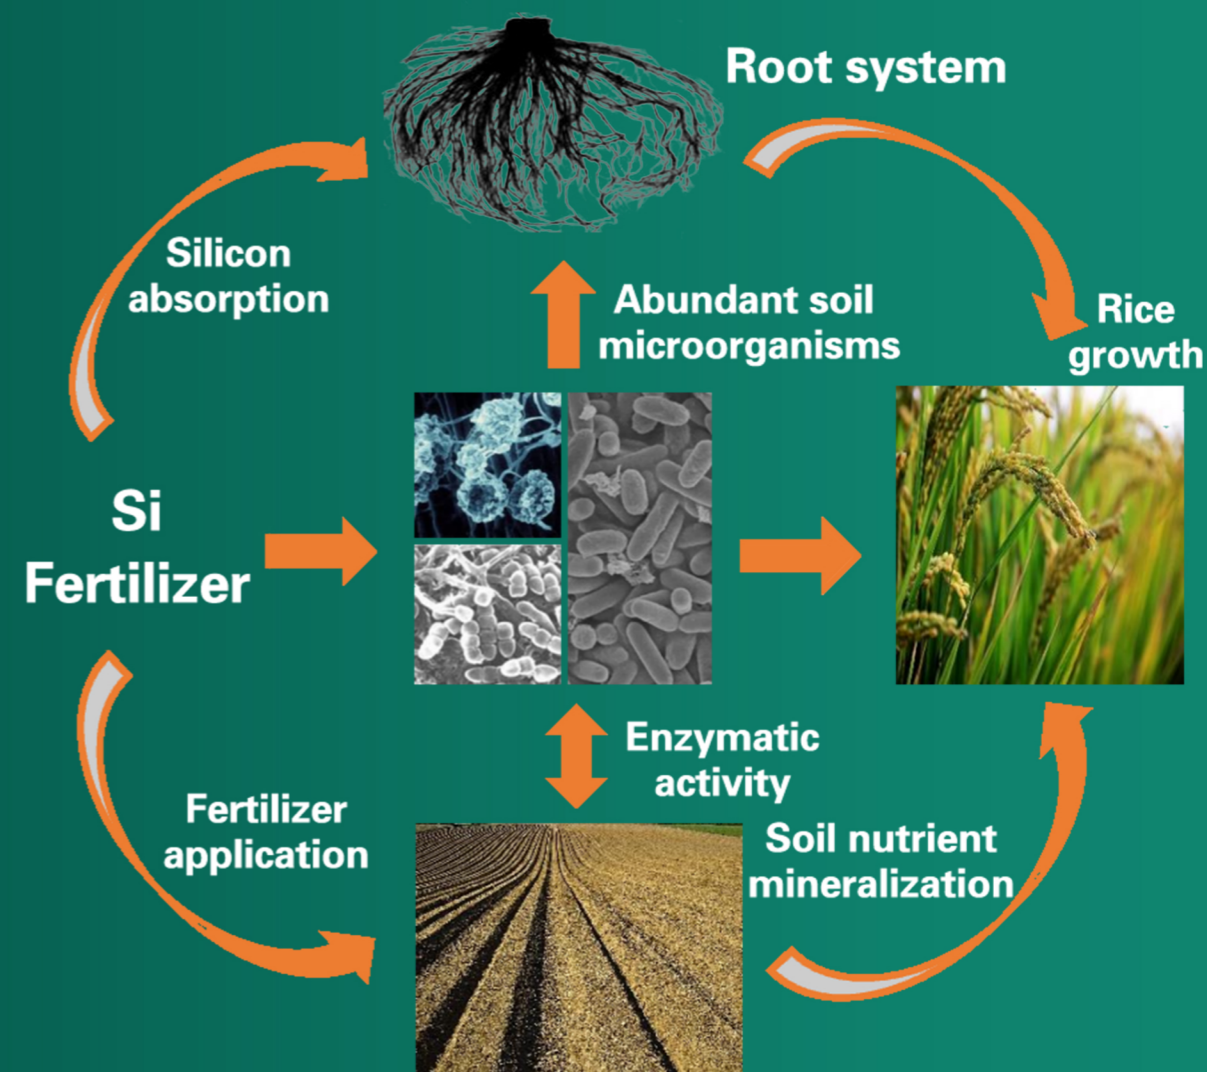 Root system
Silicon
absorption
Abundant soil
microorganisms
Rice
growth
Si
Fertilizer
Enzymatic
activity
Fertilizer
application
Soil nutrient
mineralization